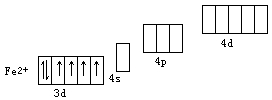 4d
4p
4s
Fe2+ ⇅ ↑ ↑ ↑ ↑
3d